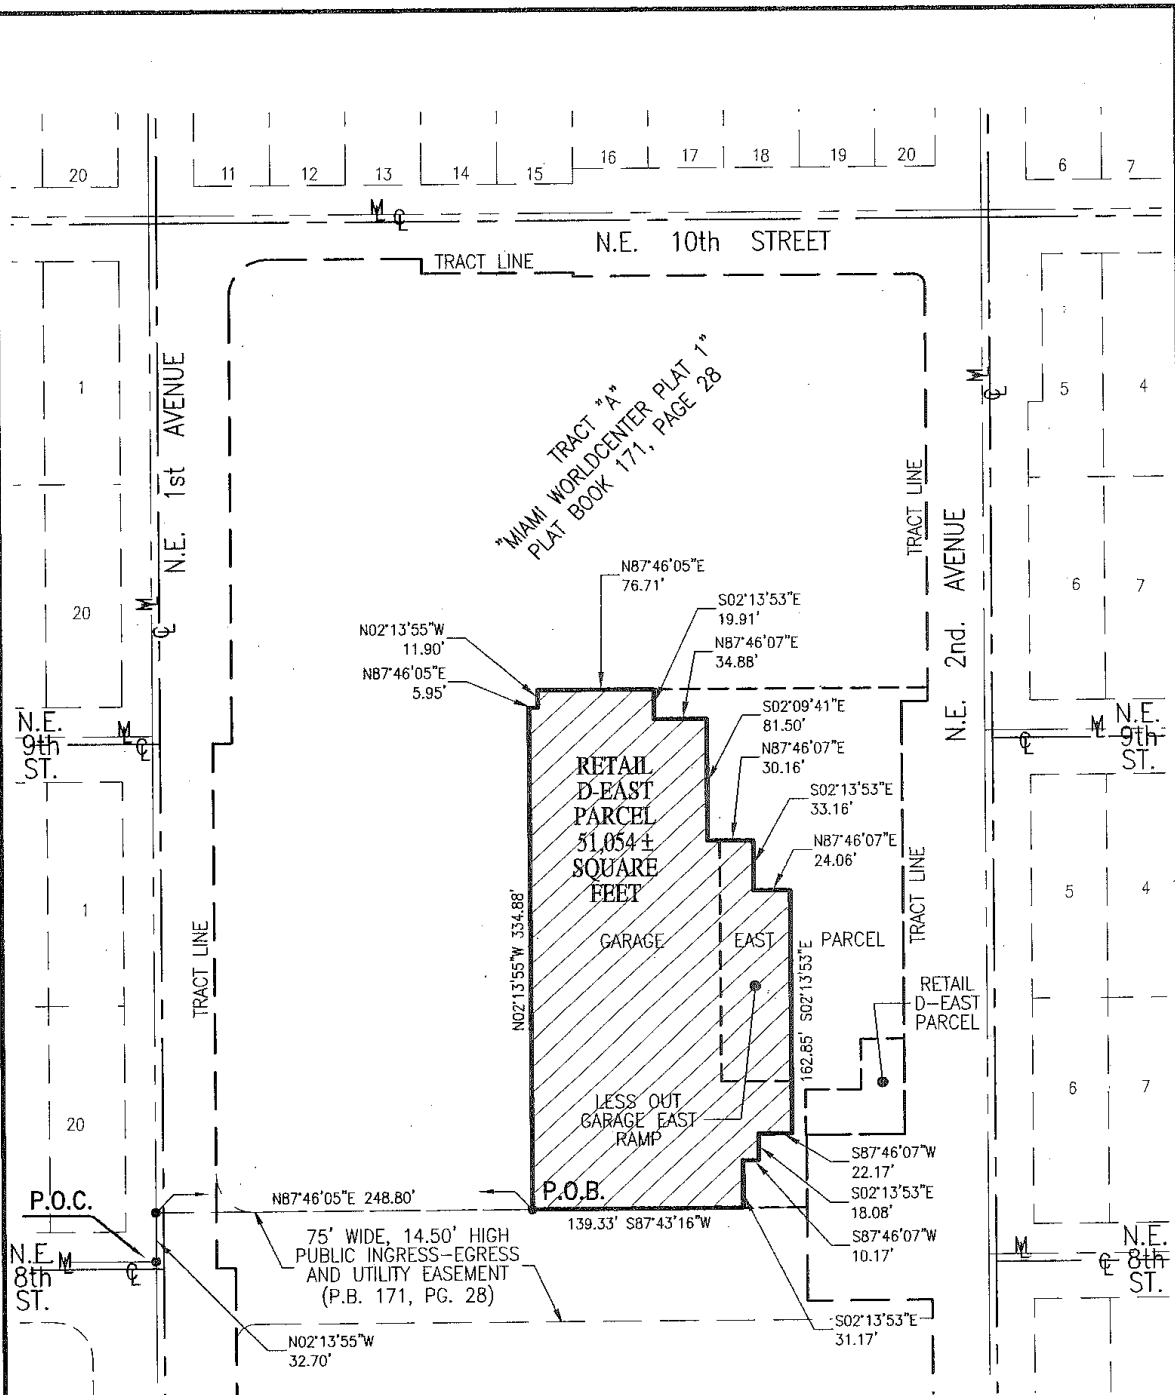 20
11
12
13
14
15
16
17
18
19
20
6
7
M
CL
N.E. 10th STREET
TRACT LINE
1
N.E. 1st AVENUE
TRACT "A"
"MIAMI WORLDCENTER PLAT 1"
PLAT BOOK 171, PAGE 28
M
CL
5
4
TRACT LINE
N.E. 2nd. AVENUE
20
M
CL
6
7
N87°46'05"E
76.71'
S02°13'53"E
19.91'
N87°46'07"E
34.88'
N02°13'55"W
11.90'
N87°46'05"E
5.95'
S02°09'41"E
81.50'
N87°46'07"E
30.16'
S02°13'53"E
33.16'
N87°46'07"E
24.06'
N.E.
9th
ST.
M
CL
CL
M
N.E.
9th
ST.
RETAIL
D-EAST
PARCEL
51,054±
SQUARE
FEET
1
TRACT LINE
N02°13'55"W 334.88'
GARAGE EAST PARCEL
162.85' S02°13'53"E
TRACT LINE
5
4
RETAIL
D-EAST
PARCEL
20
LESS OUT
GARAGE EAST
RAMP
6
7
S87°46'07"W
22.17'
S02°13'53"E
18.08'
S87°46'07"W
10.17'
P.O.C.
N87°46'05"E 248.80'
P.O.B.
139.33' S87°43'16"W
75' WIDE, 14.50' HIGH
PUBLIC INGRESS-EGRESS
AND UTILITY EASEMENT
(P.B. 171, PG. 28)
N.E.
8th
ST.
M
CL
M
CL
N.E.
8th
ST.
S02°13'53"E
31.17'
N02°13'55"W
32.70'